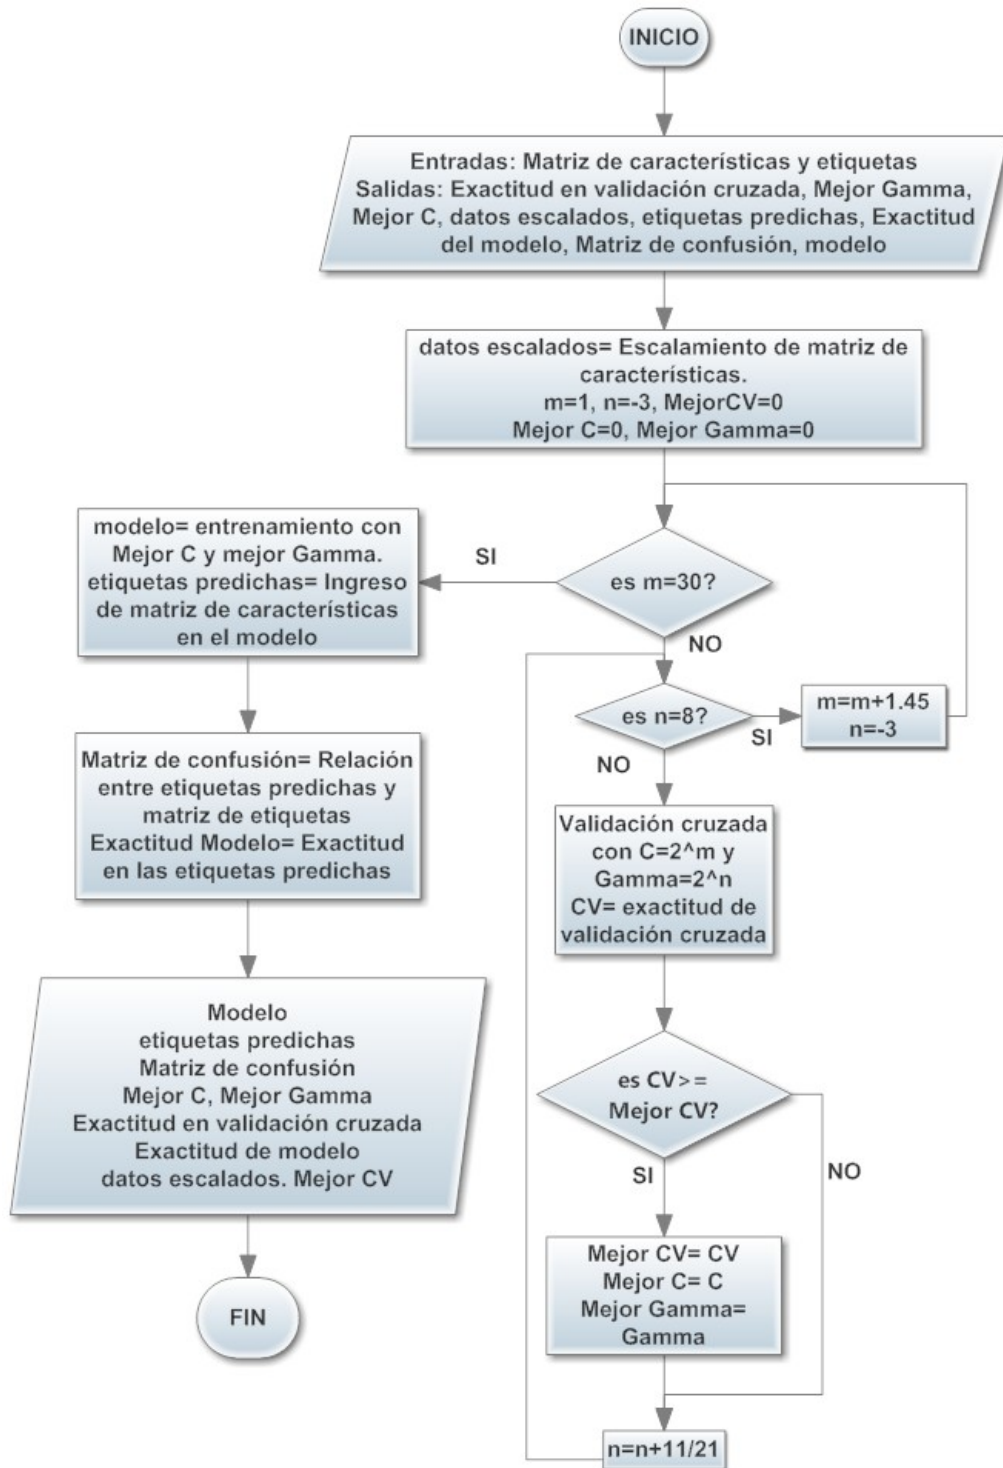 INICIO
Entradas: Matriz de características y etiquetas
Salidas: Exactitud en validación cruzada, Mejor Gamma,
Mejor C, datos escalados, etiquetas predichas, Exactitud
del modelo, Matriz de confusión, modelo
datos escalados= Escalamiento de matriz de
características.
m=1, n=-3, MejorCV=0
Mejor C=0, Mejor Gamma=0
es m=30?
SI
NO
modelo= entrenamiento con
Mejor C y mejor Gamma.
etiquetas predichas= Ingreso
de matriz de características
en el modelo
Matriz de confusión= Relación
entre etiquetas predichas y
matriz de etiquetas
Exactitud Modelo= Exactitud
en las etiquetas predichas
Modelo
etiquetas predichas
Matriz de confusión
Mejor C, Mejor Gamma
Exactitud en validación cruzada
Exactitud de modelo
datos escalados. Mejor CV
FIN
es n=8?
SI
NO
m=m+1.45
n=-3
Validación cruzada
con C=2^m y
Gamma=2^n
CV= exactitud de
validación cruzada
es CV>=
Mejor CV?
SI
NO
Mejor CV= CV
Mejor C= C
Mejor Gamma=
Gamma
n=n+11/21